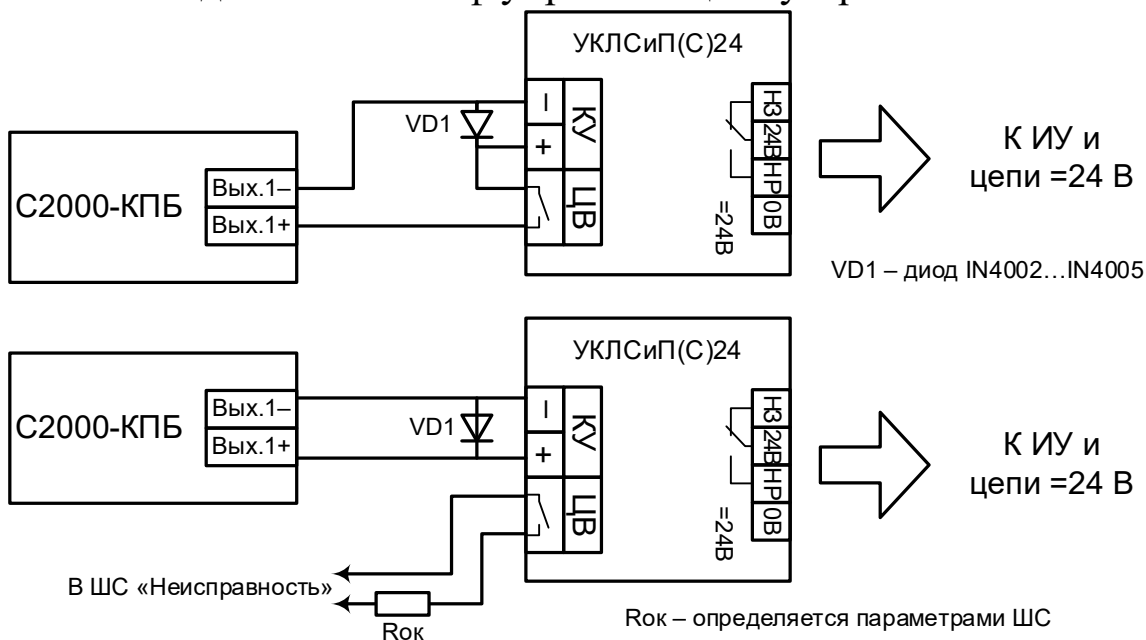 УКЛСиП(С)24
VD1
–
+
КУ
ЦВ
НЗ
24В
НР
0В
=24В
С2000-КПБ
Вых.1–
Вых.1+
К ИУ и
цепи =24 В
VD1 – диод IN4002…IN4005
УКЛСиП(С)24
VD1
–
+
КУ
ЦВ
НЗ
24В
НР
0В
=24В
С2000-КПБ
Вых.1–
Вых.1+
К ИУ и
цепи =24 В
В ШС «Неисправность»
Rок
Rок – определяется параметрами ШС